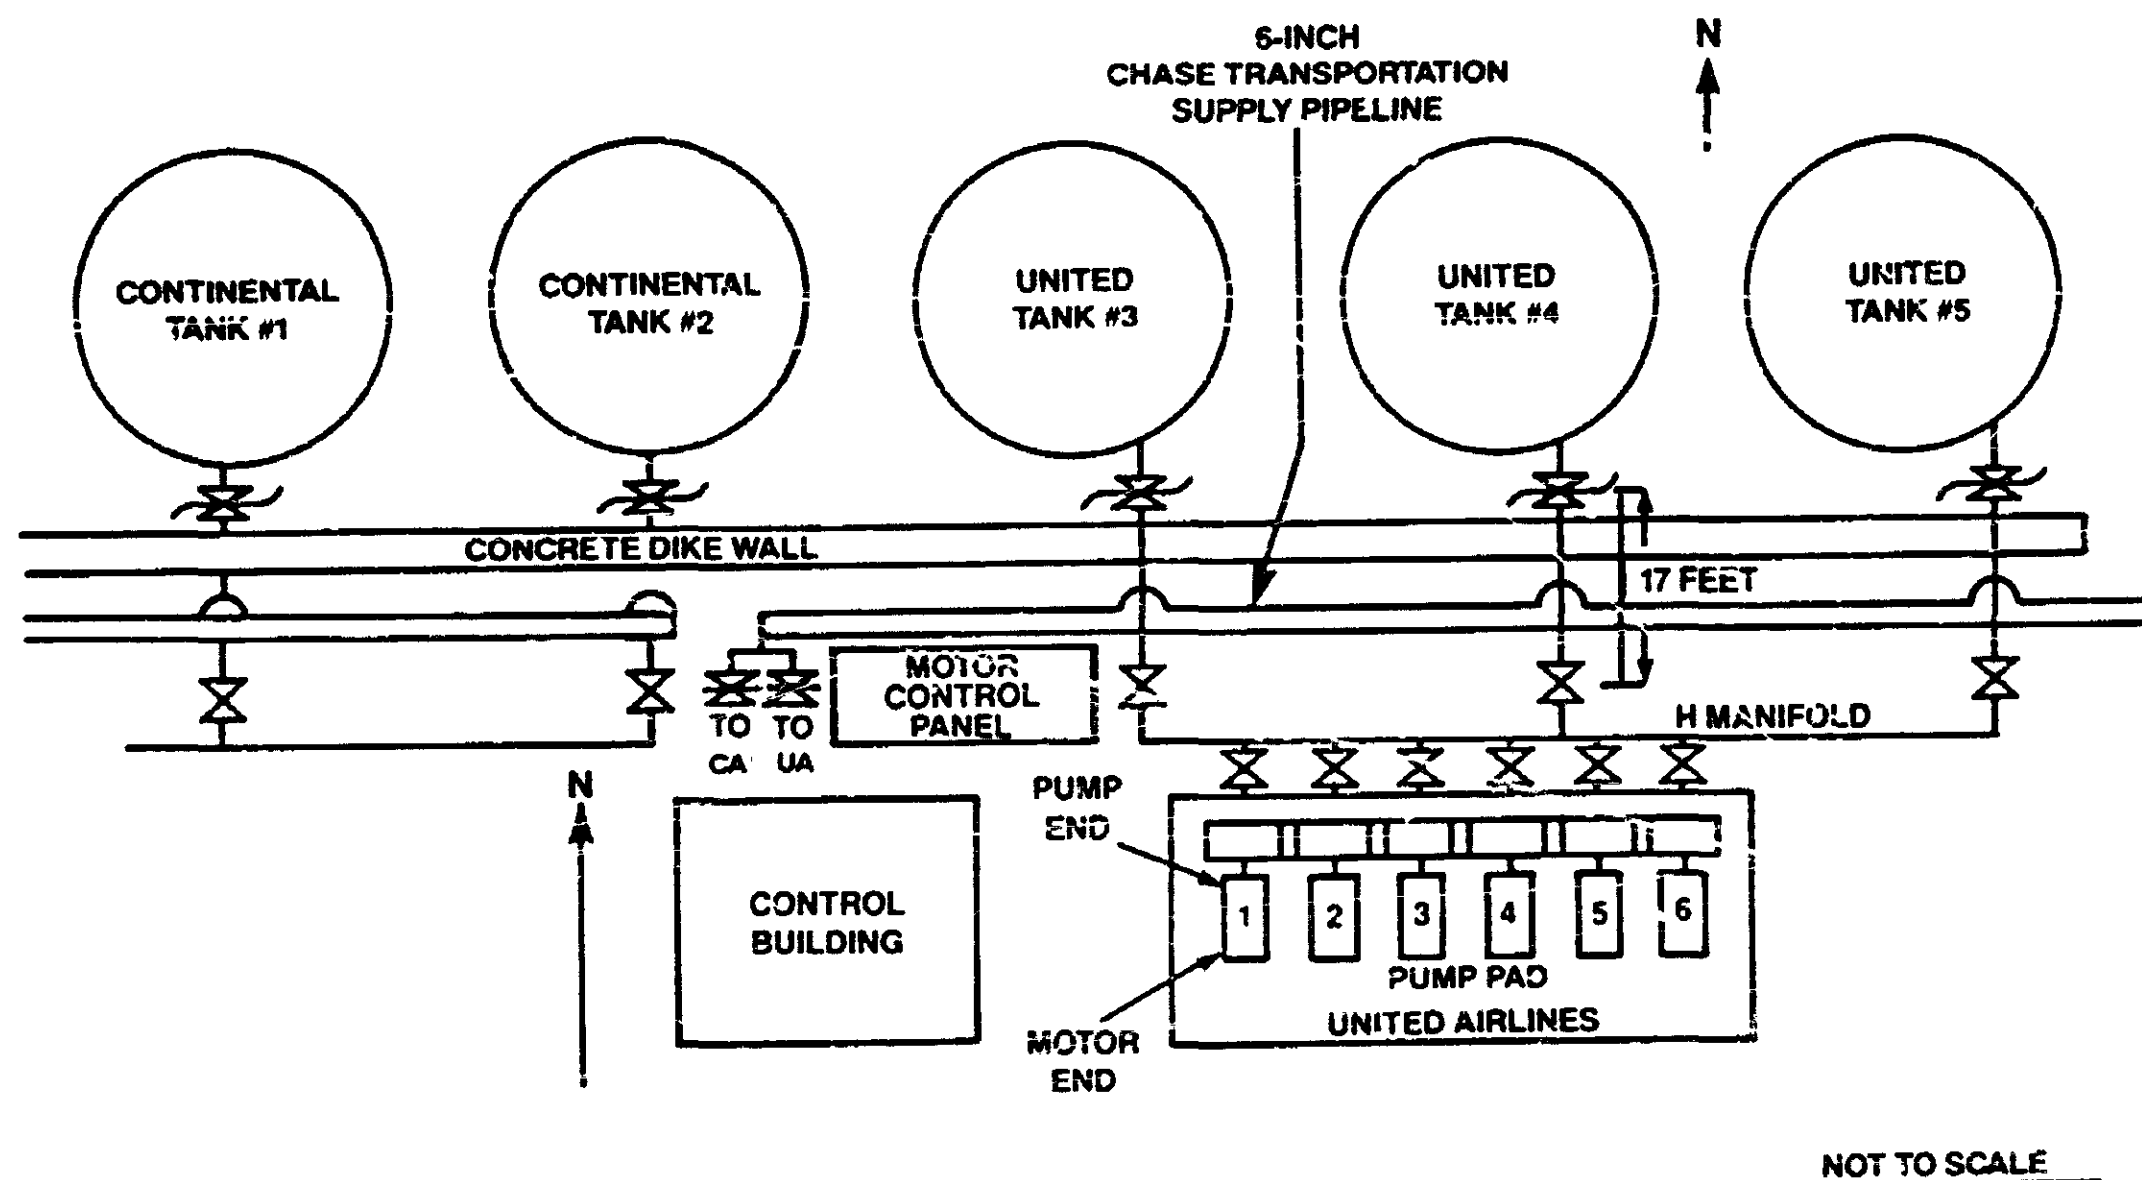 6-INCH
CHASE TRANSPORTATION
SUPPLY PIPELINE
N
CONTINENTAL
TANK #1
CONTINENTAL
TANK #2
UNITED
TANK #3
UNITED
TANK #4
UNITED
TANK #5
CONCRETE DIKE WALL
17 FEET
MOTOR
CONTROL
PANEL
TO
CA
TO
UA
H MANIFOLD
N
PUMP
END
CONTROL
BUILDING
1
2
3
4
5
6
PUMP PAD
UNITED AIRLINES
MOTOR
END
NOT TO SCALE